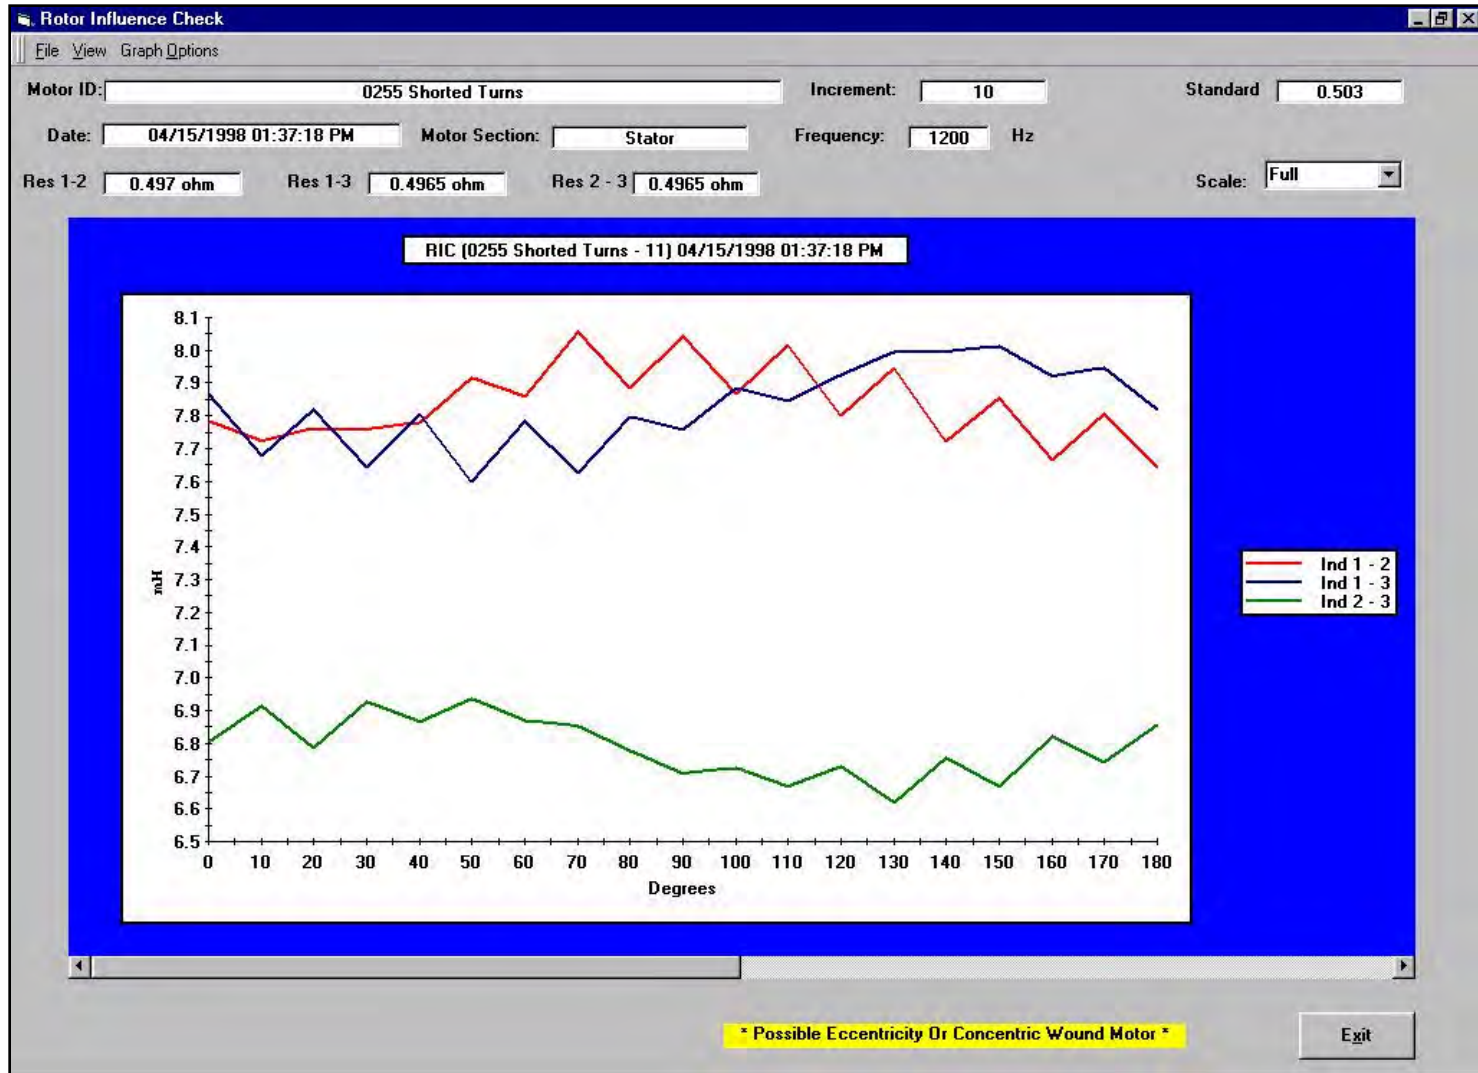 Rotor Influence Check
File View Graph Options
Motor ID: 0255 Shorted Turns Increment: 10 Standard 0.503
Date: 04/15/1998 01:37:18 PM Motor Section: Stator Frequency: 1200 Hz
Res 1-2 0.497 ohm Res 1-3 0.4965 ohm Res 2 - 3 0.4965 ohm Scale: Full
RIC (0255 Shorted Turns - 11) 04/15/1998 01:37:18 PM
8.1
8.0
7.9
7.8
7.7
7.6
7.5
7.4
7.3
7.2
7.1
7.0
6.9
6.8
6.7
6.6
6.5
mH
0 10 20 30 40 50 60 70 80 90 100 110 120 130 140 150 160 170 180
Degrees
Ind 1 - 2
Ind 1 - 3
Ind 2 - 3
* Possible Eccentricity Or Concentric Wound Motor *
Exit